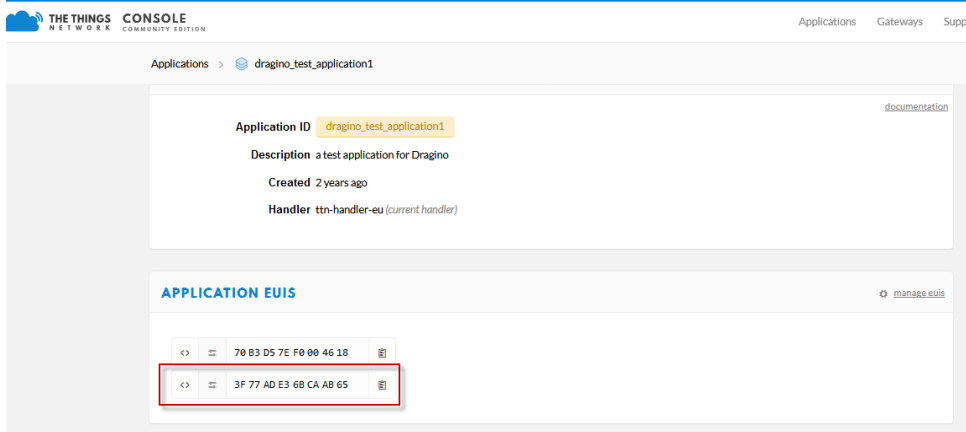 THE THINGS NETWORK CONSOLE COMMUNITY EDITION
Applications Gateways Supp
Applications > dragino_test_application1
documentation
Application ID dragino_test_application1
Description a test application for Dragino
Created 2 years ago
Handler ttn-handler-eu (current handler)
APPLICATION EUIS
manage euis
<> 70 B3 D5 7E F0 00 46 18
<> 3F 77 AD E3 6B CA AB 65